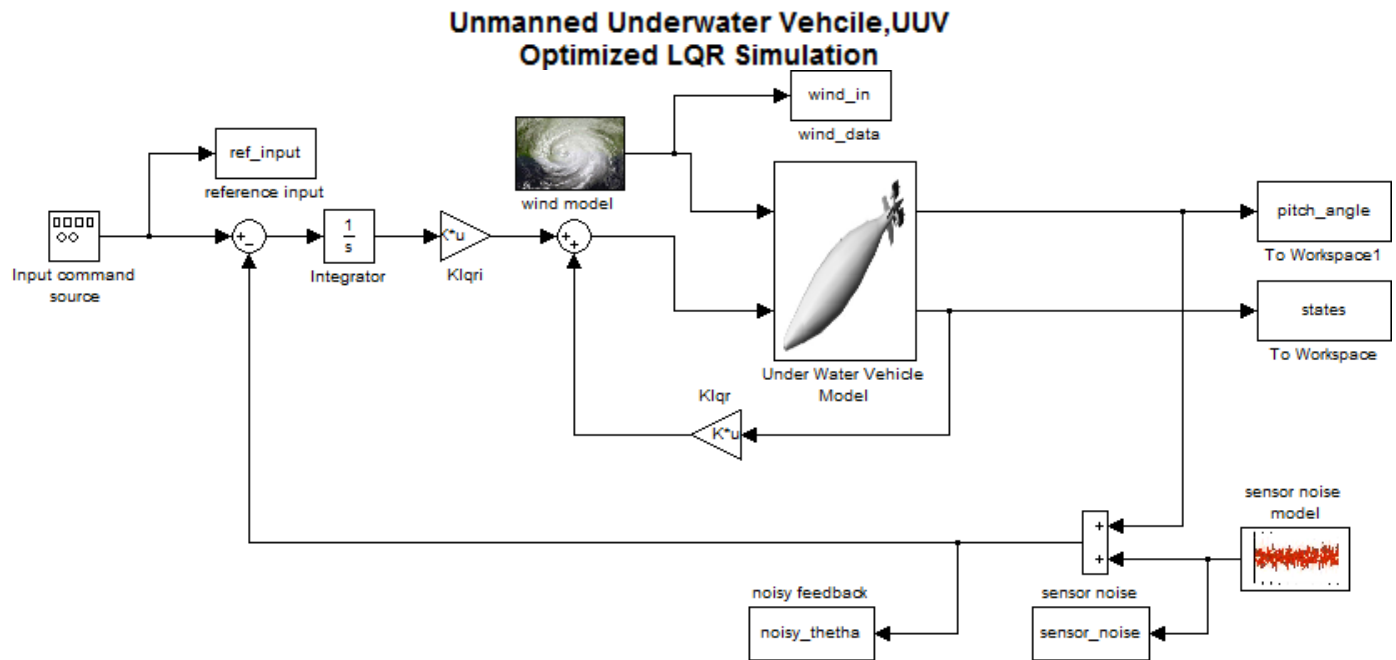 Unmanned Underwater Vehcile,UUV
Optimized LQR Simulation
wind_in
wind_data
ref_input
reference input
wind model
pitch_angle
To Workspace1
Input command
source
+
−
1
s
Integrator
K*u
Klqri
+
+
states
To Workspace
Under Water Vehicle
Model
Klqr
K*u
sensor noise
model
+
+
noisy feedback
noisy_thetha
sensor noise
sensor_noise